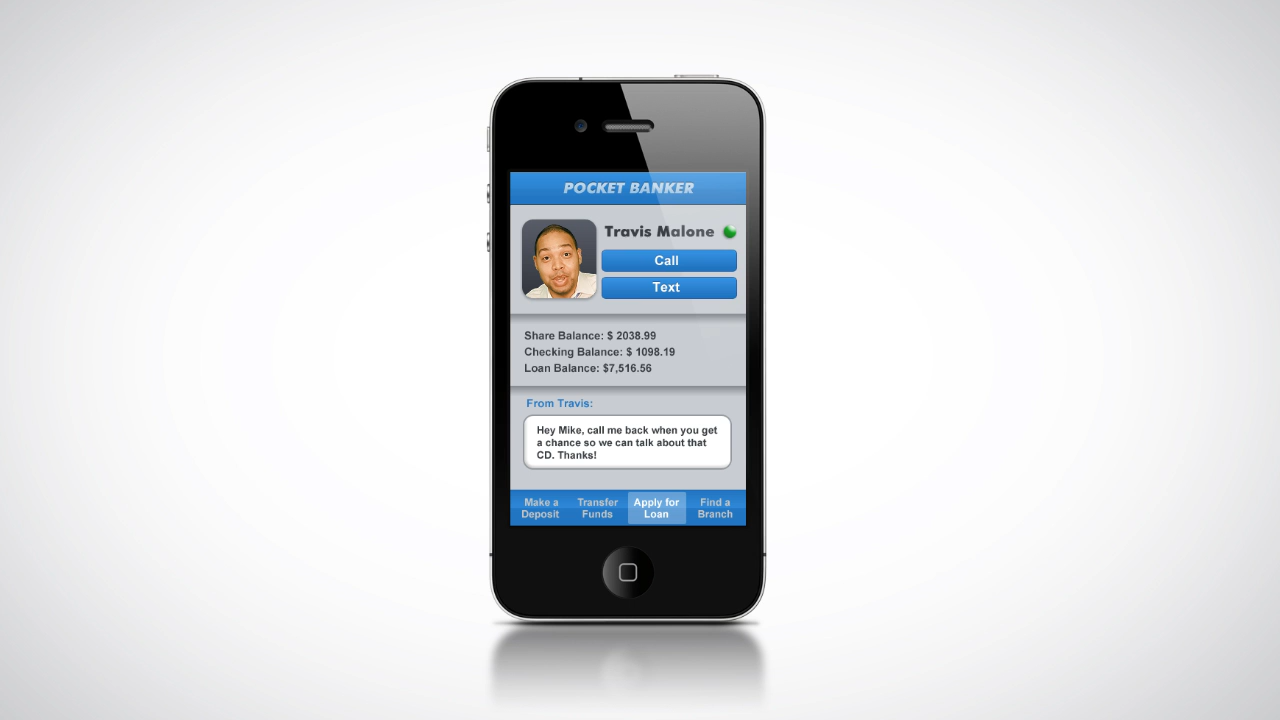 POCKET BANKER
Travis Malone
Call
Text
Share Balance: $ 2038.99
Checking Balance: $ 1098.19
Loan Balance: $7,516.56
From Travis:
Hey Mike, call me back when you get
a chance so we can talk about that
CD. Thanks!
Make a
Deposit
Transfer
Funds
Apply for
Loan
Find a
Branch